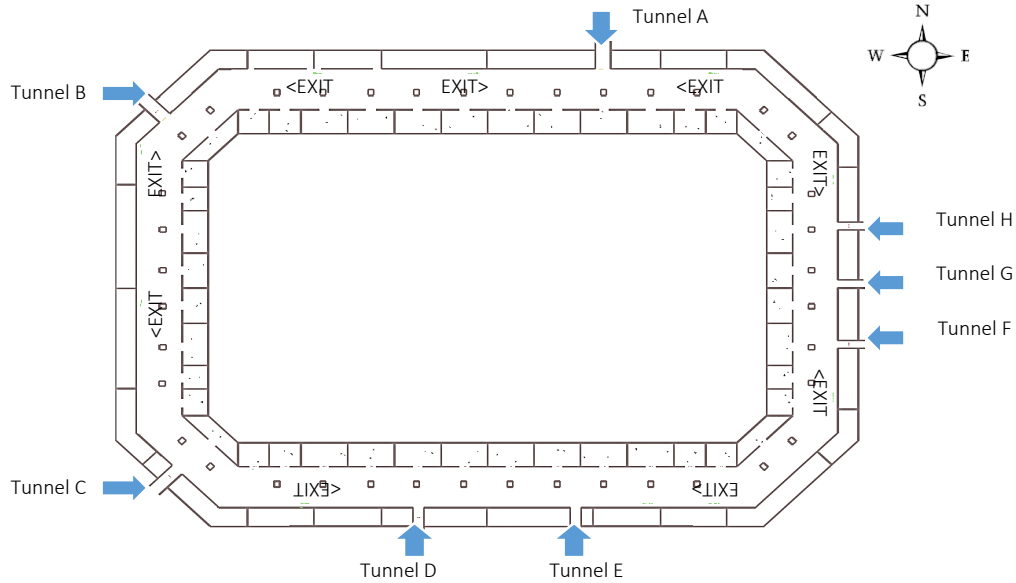 Tunnel A
N
W E
S
<EXIT EXIT> <EXIT
Tunnel B
EXIT> EXIT>
Tunnel H
Tunnel G
<EXIT
Tunnel F
<EXIT
Tunnel C
<EXIT EXIT>
Tunnel D Tunnel E